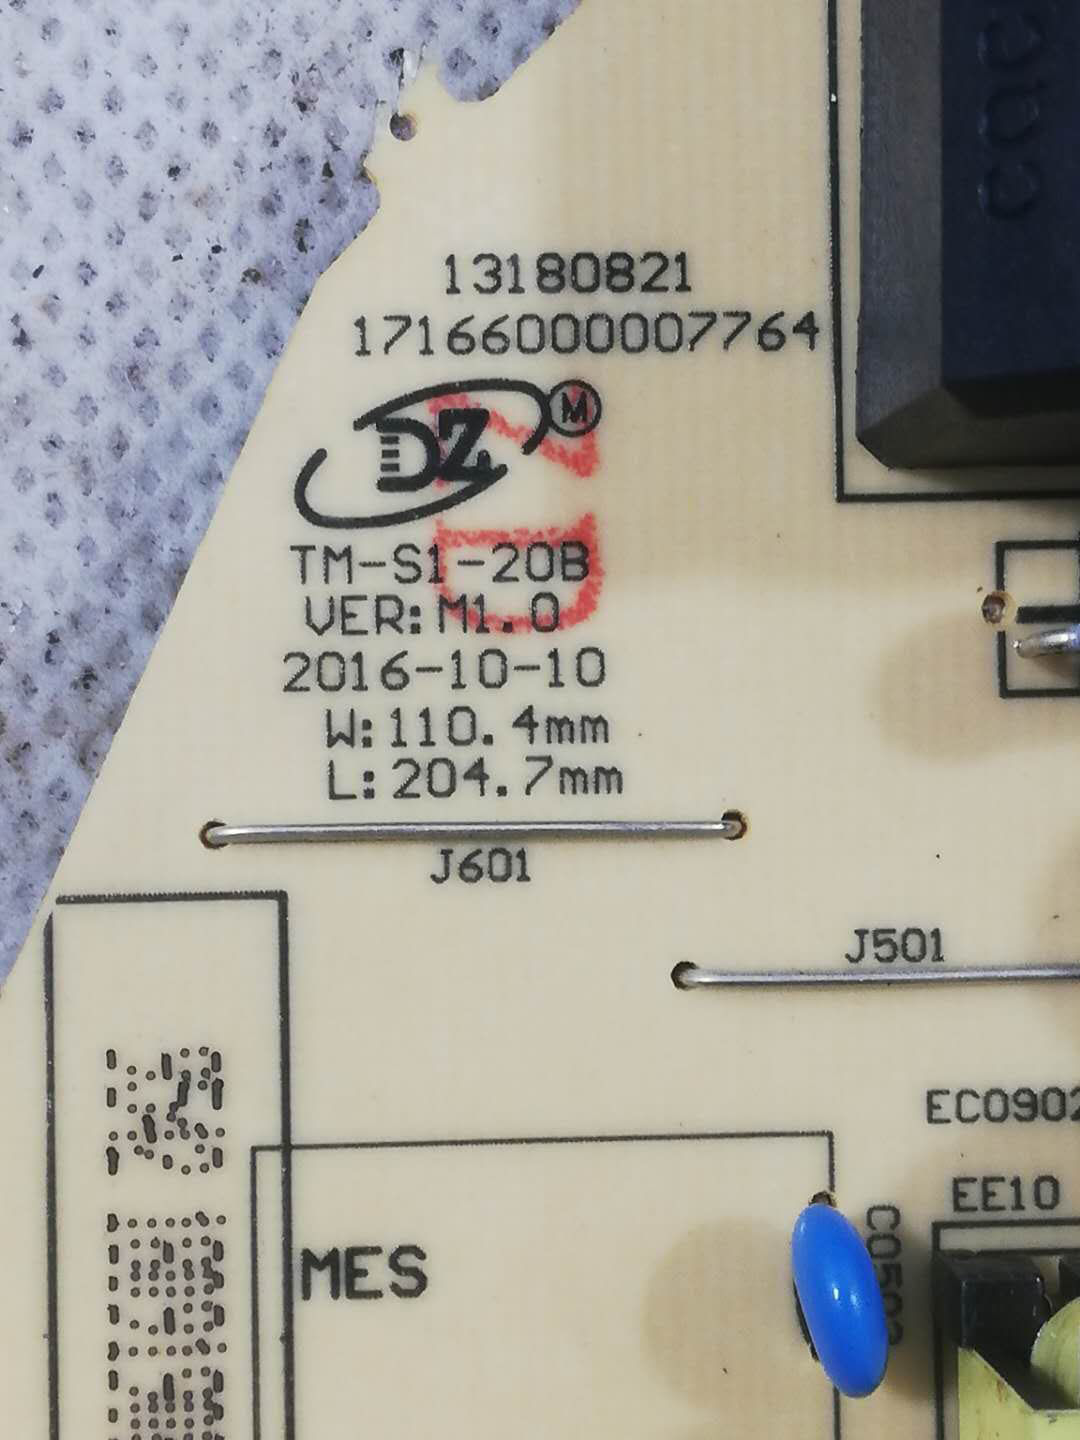 13180821
17166000007764
DZ M
TM-S1-20B
VER:M1.0
2016-10-10
W:110.4mm
L:204.7mm
J601
J501
EC0902
EE10
MES